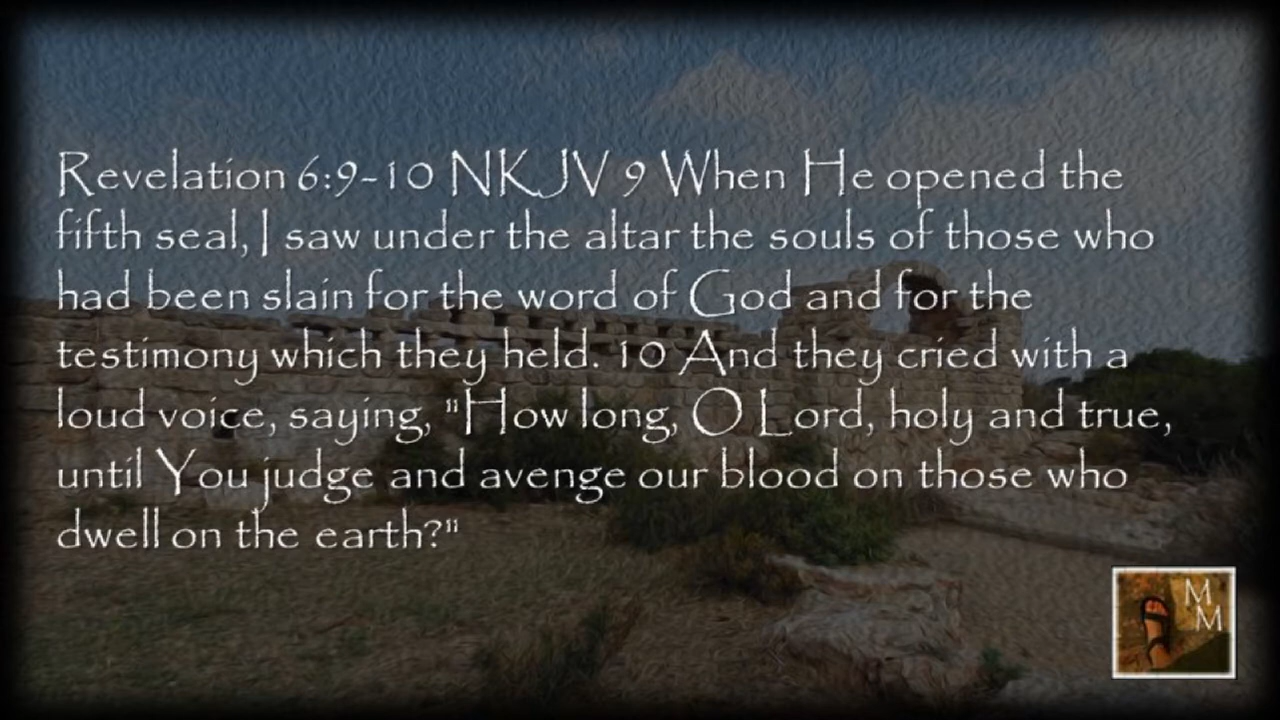 Revelation 6:9-10 NKJV 9 When He opened the
fifth seal, I saw under the altar the souls of those who
had been slain for the word of God and for the
testimony which they held. 10 And they cried with a
loud voice, saying, "How long, O Lord, holy and true,
until You judge and avenge our blood on those who
dwell on the earth?"
M
M